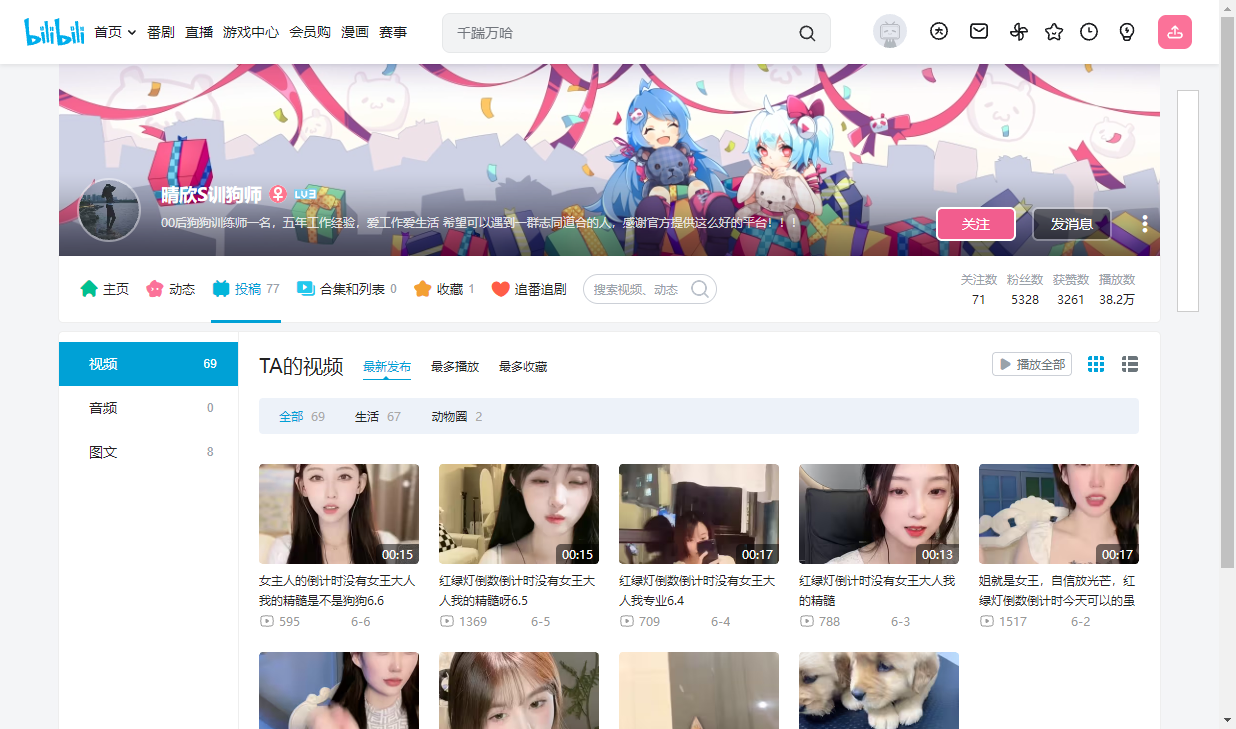 bilibili 首页 番剧 直播 游戏中心 会员购 漫画 赛事
千踹万哈
晴欣S训狗师 LV3
00后狗狗训练师一名，五年工作经验，爱工作爱生活 希望可以遇到一群志同道合的人，感谢官方提供这么好的平台！！！
关注 发消息
主页 动态 投稿 77 合集和列表 0 收藏 1 追番追剧 搜索视频、动态
关注数 粉丝数 获赞数 播放数
71 5328 3261 38.2万
视频 69
音频 0
图文 8
TA的视频 最新发布 最多播放 最多收藏 播放全部
全部 69 生活 67 动物圈 2
00:15 00:15 00:17 00:13 00:17
女主人的倒计时没有女王大人
我的精髓是不是狗狗6.6
595 6-6
红绿灯倒数倒计时没有女王大
人我的精髓呀6.5
1369 6-5
红绿灯倒数倒计时没有女王大
人我专业6.4
709 6-4
红绿灯倒计时没有女王大人我
的精髓
788 6-3
姐就是女王，自信放光芒，红
绿灯倒数倒计时今天可以的虽
1517 6-2